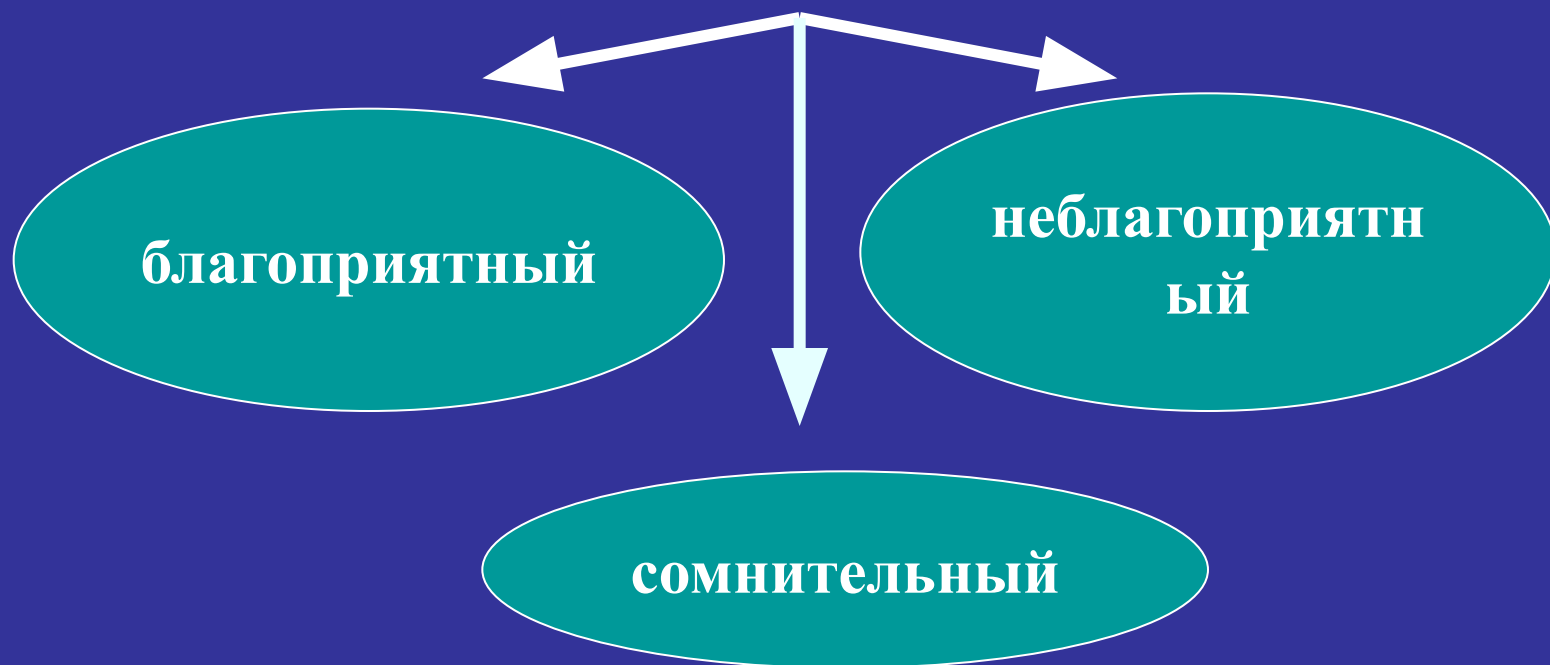 благоприятный
неблагоприятн
ый
сомнительный